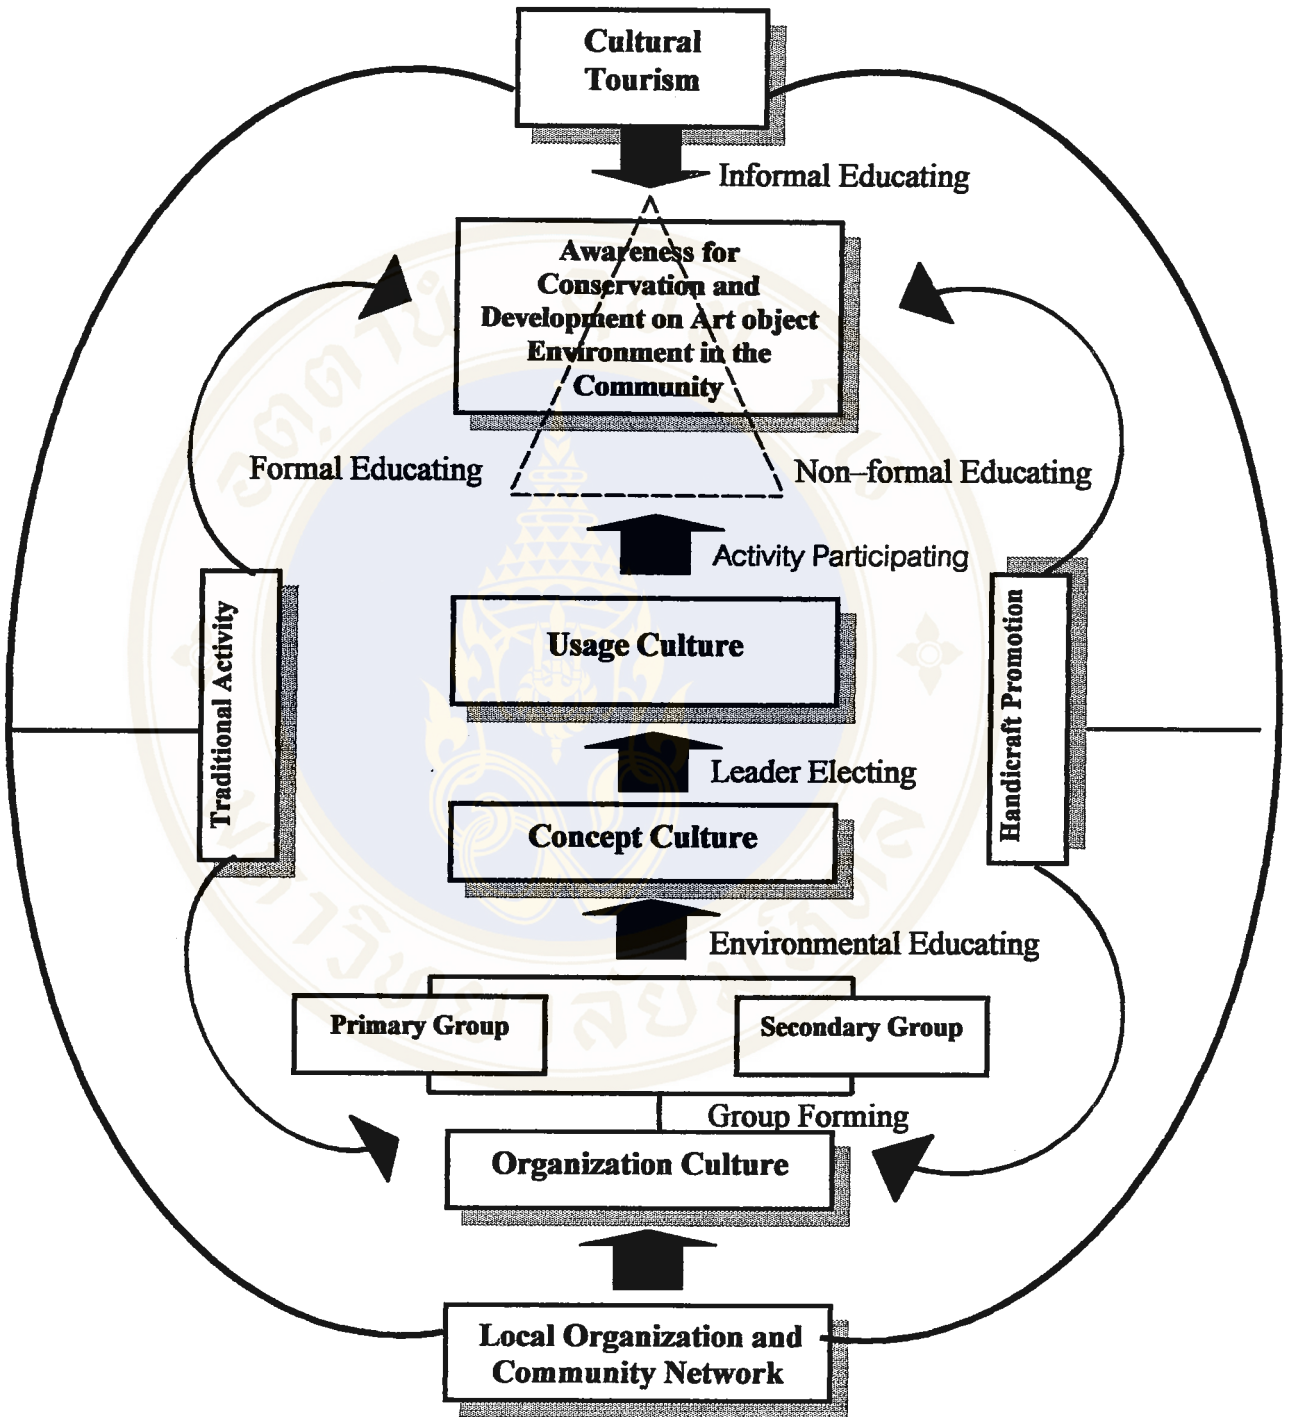 Cultural
Tourism
Informal Educating
Awareness for
Conservation and
Development on Art object
Environment in the
Community
Formal Educating
Non–formal Educating
Activity Participating
Usage Culture
Traditional Activity
Handicraft Promotion
Leader Electing
Concept Culture
Environmental Educating
Primary Group
Secondary Group
Group Forming
Organization Culture
Local Organization and
Community Network